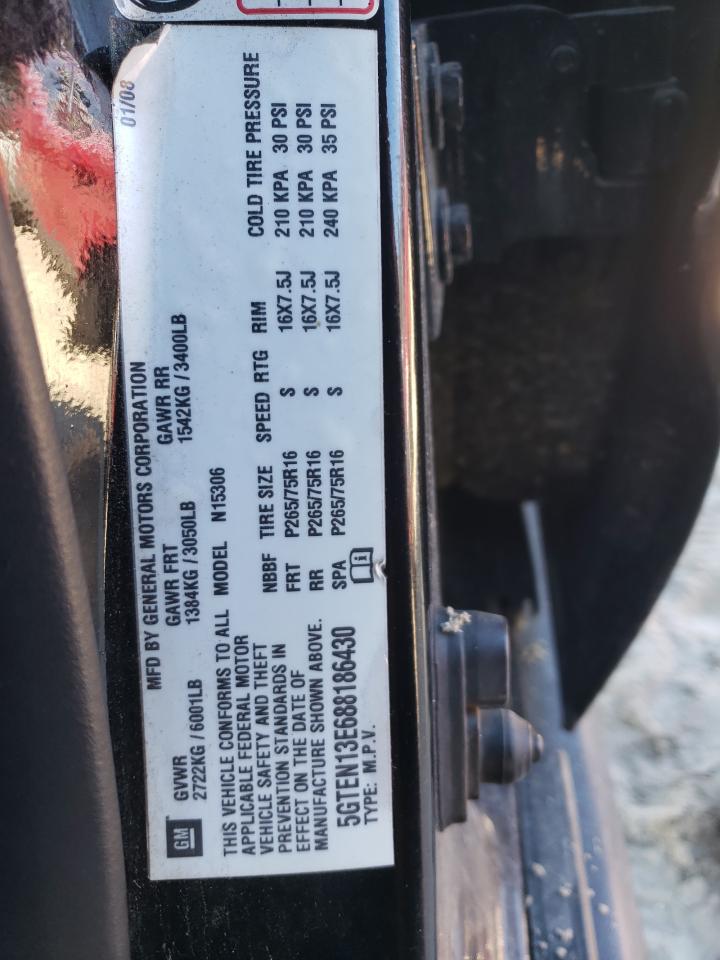 MFD BY GENERAL MOTORS CORPORATION 01/08
GM
GVWR GAWR FRT GAWR RR
2722KG / 6001LB 1384KG / 3050LB 1542KG / 3400LB
THIS VEHICLE CONFORMS TO ALL
APPLICABLE FEDERAL MOTOR
VEHICLE SAFETY AND THEFT
PREVENTION STANDARDS IN
EFFECT ON THE DATE OF
MANUFACTURE SHOWN ABOVE.
5GTEN13E688186430
TYPE: M.P.V.
MODEL N15306
NBBF TIRE SIZE SPEED RTG RIM COLD TIRE PRESSURE
FRT P265/75R16 S 16X7.5J 210 KPA 30 PSI
RR P265/75R16 S 16X7.5J 210 KPA 30 PSI
SPA P265/75R16 S 16X7.5J 240 KPA 35 PSI